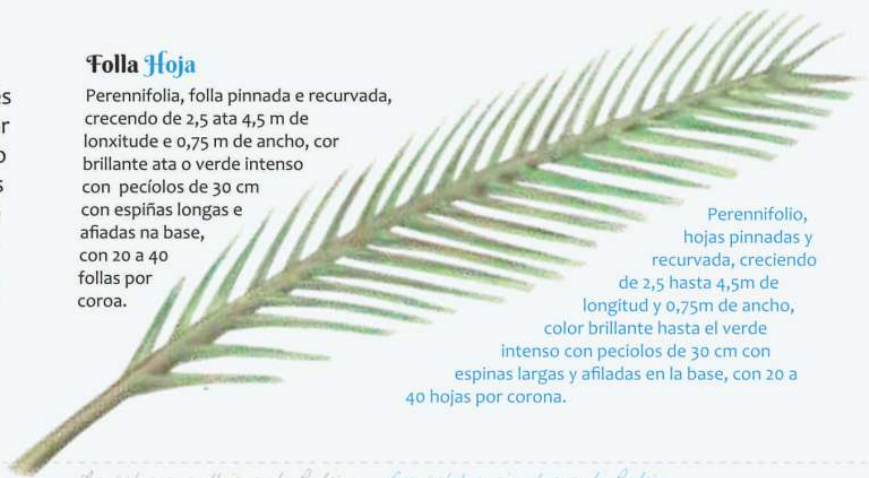 Folla Hoja
Perennifolia, folla pinnada e recurvada,
crecendo de 2,5 ata 4,5 m de
lonxitude e 0,75 m de ancho, cor
brillante ata o verde intenso
con pecíolos de 30 cm
con espiñas longas e
afiadas na base,
con 20 a 40
follas por
coroa.
Perennifolio,
hojas pinnadas y
recurvada, creciendo
de 2,5 hasta 4,5m de
longitud y 0,75m de ancho,
color brillante hasta el verde
intenso con peciolos de 30 cm con
espinas largas y afiladas en la base, con 20 a
40 hojas por corona.